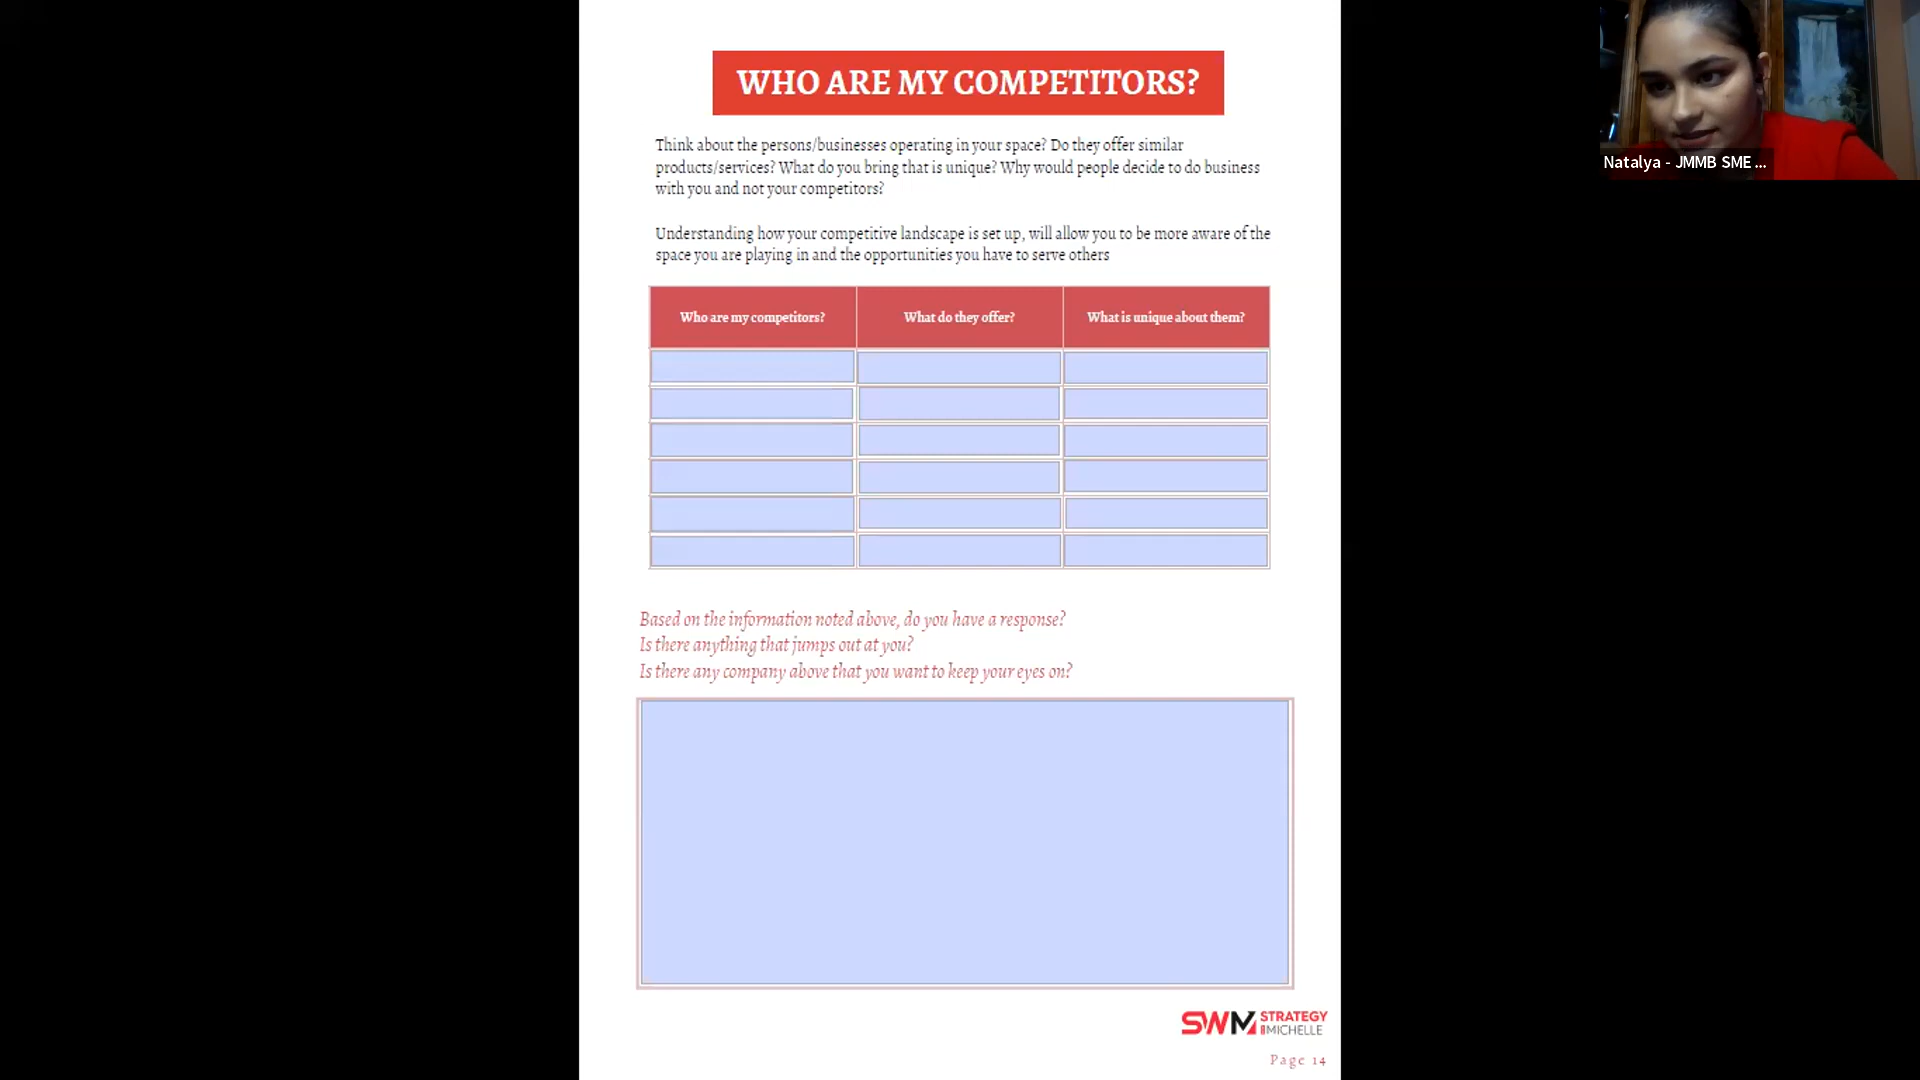 WHO ARE MY COMPETITORS?
Think about the persons/businesses operating in your space? Do they offer similar
products/services? What do you bring that is unique? Why would people decide to do business
with you and not your competitors?
Understanding how your competitive landscape is set up, will allow you to be more aware of the
space you are playing in and the opportunities you have to serve others
Who are my competitors? What do they offer? What is unique about them?
Based on the information noted above, do you have a response?
Is there anything that jumps out at you?
Is there any company above that you want to keep your eyes on?
SWM STRATEGY
MICHELLE
Page 14
Natalya - JMMB SME ...